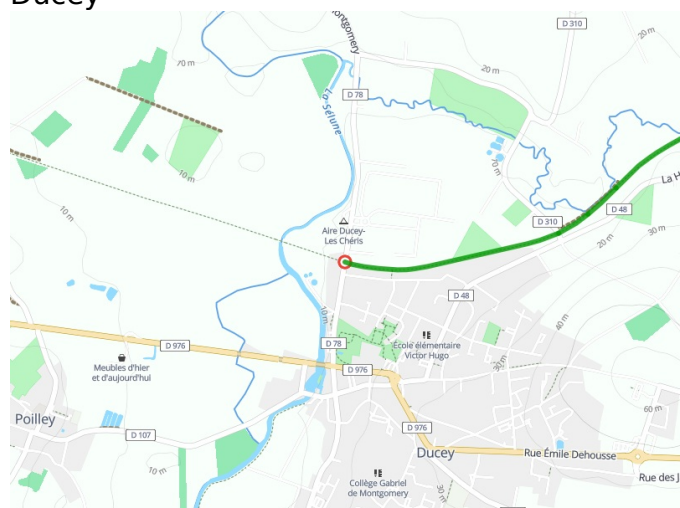 Ducey
ontgomery
D 310
20 m
70 m
20 m
D 78
La Sélune
10 m
70 m
La H
D 48
D 310
Aire Ducey-
Les Chéris
20 m
30 m
10 m
10 m
D 48
40 m
D 976
D 78
École élémentaire
Victor Hugo
30 m
Meubles d'hier
et d'aujourd'hui
D 976
60 m
Poilley
D 107
D 976
Ducey
Rue Émile Dehousse
10 m
Collège Gabriel
de Montgomery
30 m
Rue des J